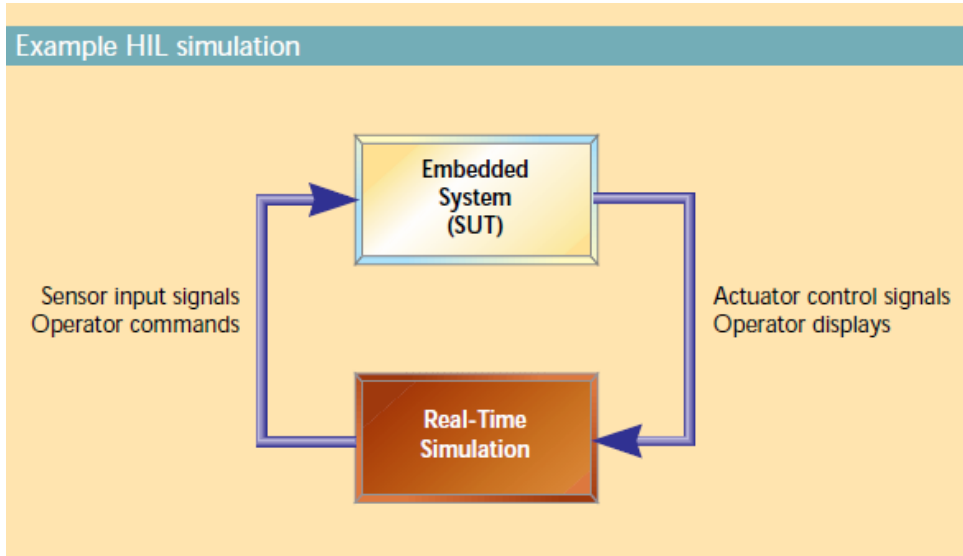 Example HIL simulation
Embedded
System
(SUT)
Sensor input signals
Operator commands
Actuator control signals
Operator displays
Real-Time
Simulation